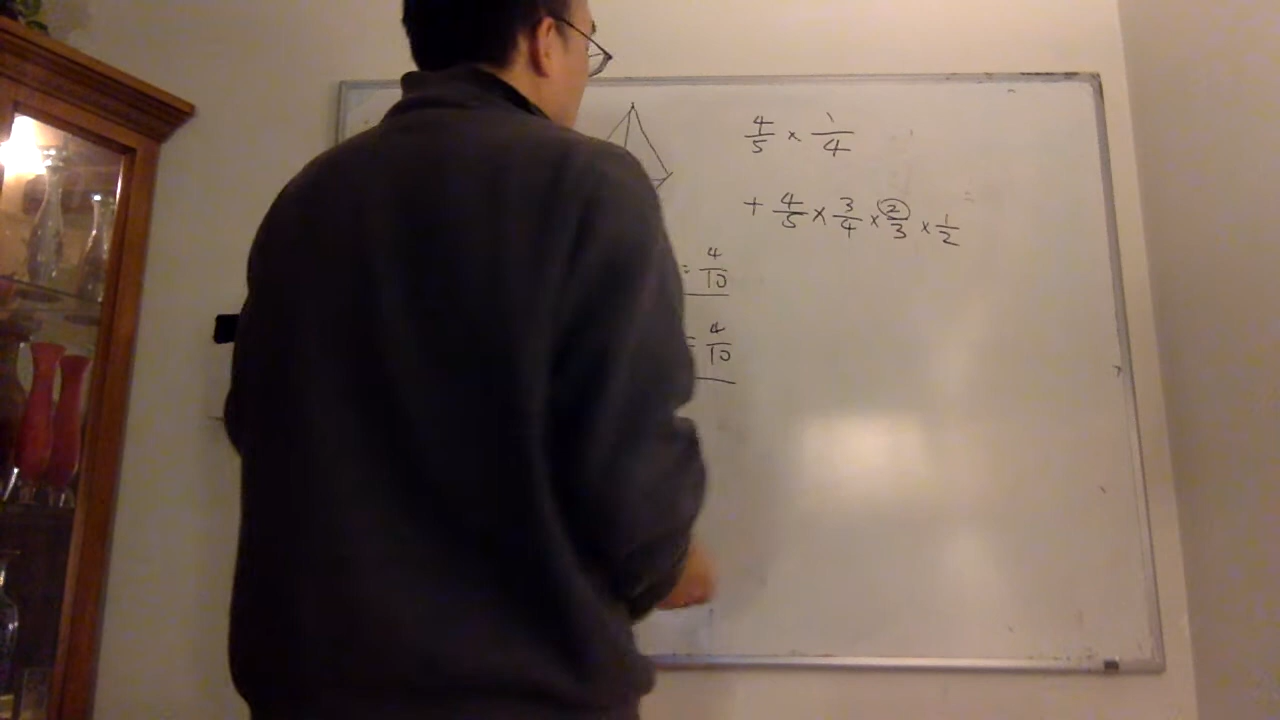 4/5 × 1/4
+ 4/5 × 3/4 × 2/3 × 1/2
= 4/10
= 4/10